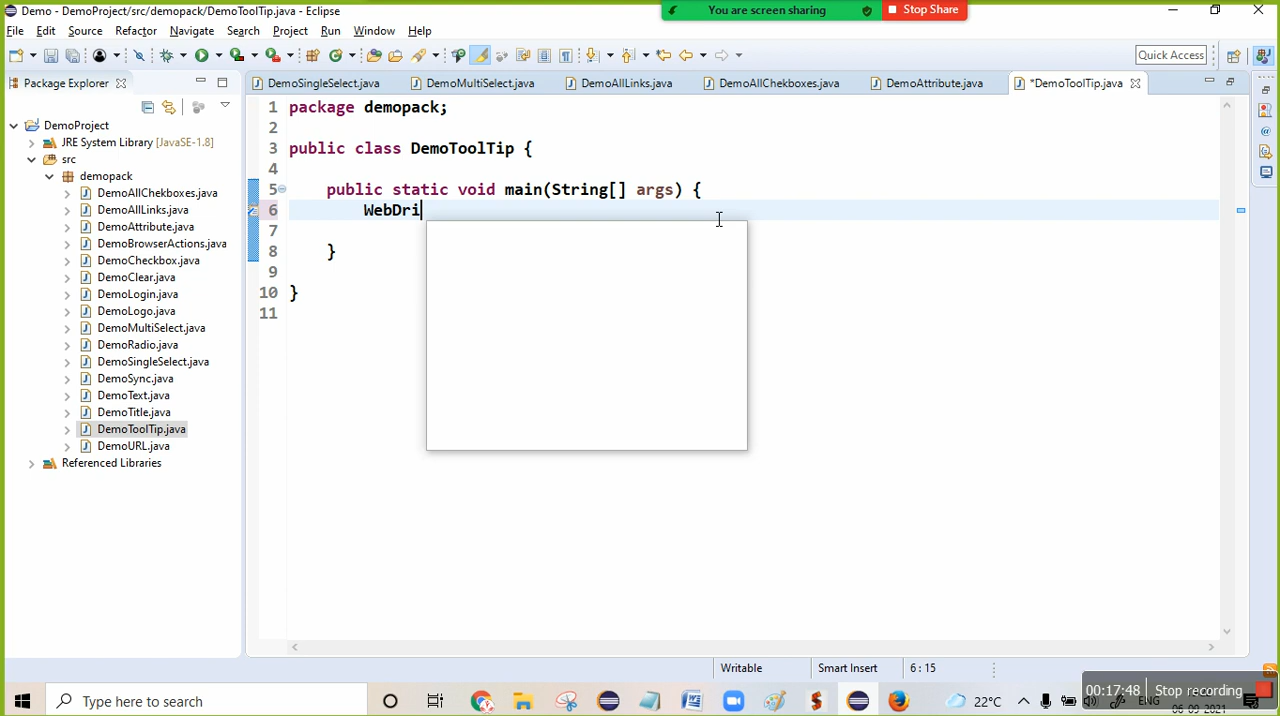 Demo - DemoProject/src/demopack/DemoToolTip.java - Eclipse
You are screen sharing
Stop Share
File Edit Source Refactor Navigate Search Project Run Window Help
Quick Access
Package Explorer
DemoSingleSelect.java DemoMultiSelect.java DemoAllLinks.java DemoAllChekboxes.java DemoAttribute.java *DemoToolTip.java
DemoProject
JRE System Library [JavaSE-1.8]
src
demopack
DemoAllChekboxes.java
DemoAllLinks.java
DemoAttribute.java
DemoBrowserActions.java
DemoCheckbox.java
DemoClear.java
DemoLogin.java
DemoLogo.java
DemoMultiSelect.java
DemoRadio.java
DemoSingleSelect.java
DemoSync.java
DemoText.java
DemoTitle.java
DemoToolTip.java
DemoURL.java
Referenced Libraries
1 package demopack;
2
3 public class DemoToolTip {
4
5 public static void main(String[] args) {
6 WebDri
7
8 }
9
10 }
11
Writable Smart Insert 6 : 15
Type here to search
22°C
ENG
06-09-2021
00:17:48 Stop recording